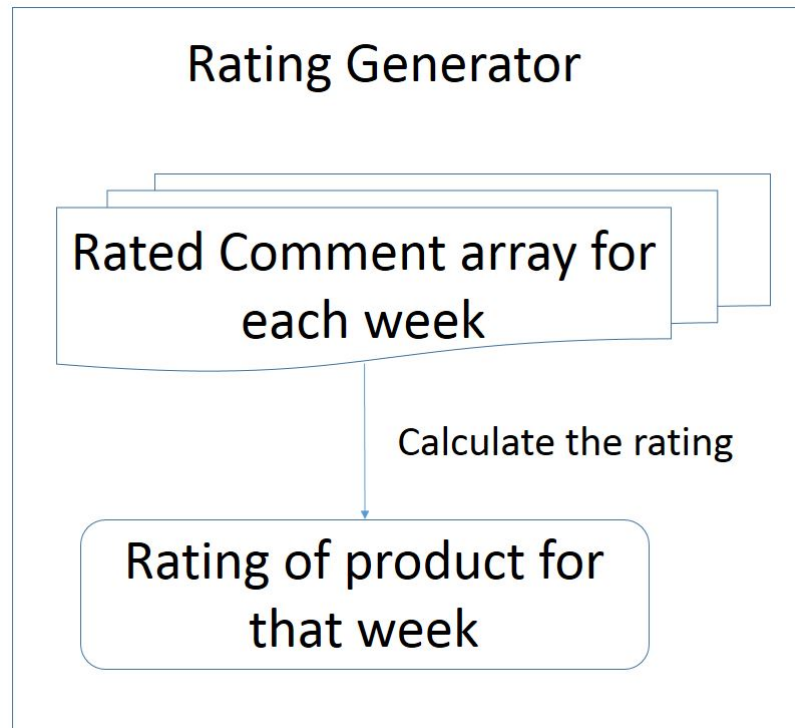 Rating Generator
Rated Comment array for
each week
Calculate the rating
Rating of product for
that week